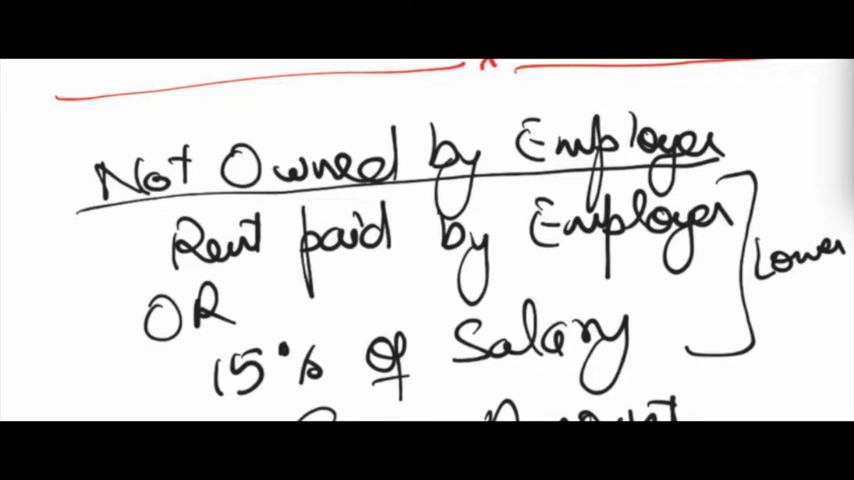 Not Owned by Employer
Rent paid by Employer
Lower
OR
15% of Salary